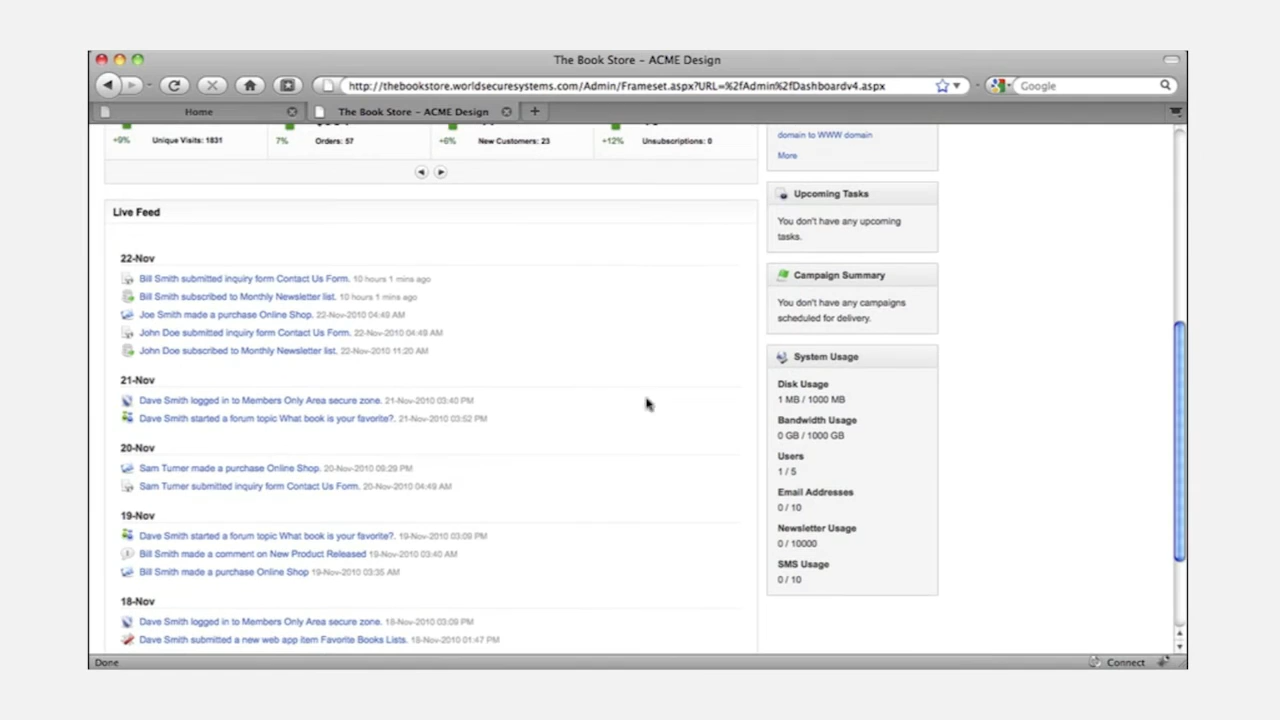 The Book Store – ACME Design
http://thebookstore.worldsecuresystems.com/Admin/Frameset.aspx?URL=%2fAdmin%2fDashboardv4.aspx
Google
Home
The Book Store – ACME Design
+9% Unique Visits: 1831
7% Orders: 57
+6% New Customers: 23
+12% Unsubscriptions: 0
Live Feed
22-Nov
Bill Smith submitted inquiry form Contact Us Form. 10 hours 1 mins ago
Bill Smith subscribed to Monthly Newsletter list. 10 hours 1 mins ago
Joe Smith made a purchase Online Shop. 22-Nov-2010 04:49 AM
John Doe submitted inquiry form Contact Us Form. 22-Nov-2010 04:49 AM
John Doe subscribed to Monthly Newsletter list. 22-Nov-2010 11:20 AM
21-Nov
Dave Smith logged in to Members Only Area secure zone. 21-Nov-2010 03:40 PM
Dave Smith started a forum topic What book is your favorite?. 21-Nov-2010 03:52 PM
20-Nov
Sam Turner made a purchase Online Shop. 20-Nov-2010 09:29 PM
Sam Turner submitted inquiry form Contact Us Form. 20-Nov-2010 04:49 AM
19-Nov
Dave Smith started a forum topic What book is your favorite?. 19-Nov-2010 03:09 PM
Bill Smith made a comment on New Product Released 19-Nov-2010 03:40 AM
Bill Smith made a purchase Online Shop 19-Nov-2010 03:35 AM
18-Nov
Dave Smith logged in to Members Only Area secure zone. 18-Nov-2010 03:09 PM
Dave Smith submitted a new web app item Favorite Books Lists. 18-Nov-2010 01:47 PM
domain to WWW domain
More
Upcoming Tasks
You don't have any upcoming
tasks.
Campaign Summary
You don't have any campaigns
scheduled for delivery.
System Usage
Disk Usage
1 MB / 1000 MB
Bandwidth Usage
0 GB / 1000 GB
Users
1 / 5
Email Addresses
0 / 10
Newsletter Usage
0 / 10000
SMS Usage
0 / 10
Done
Connect